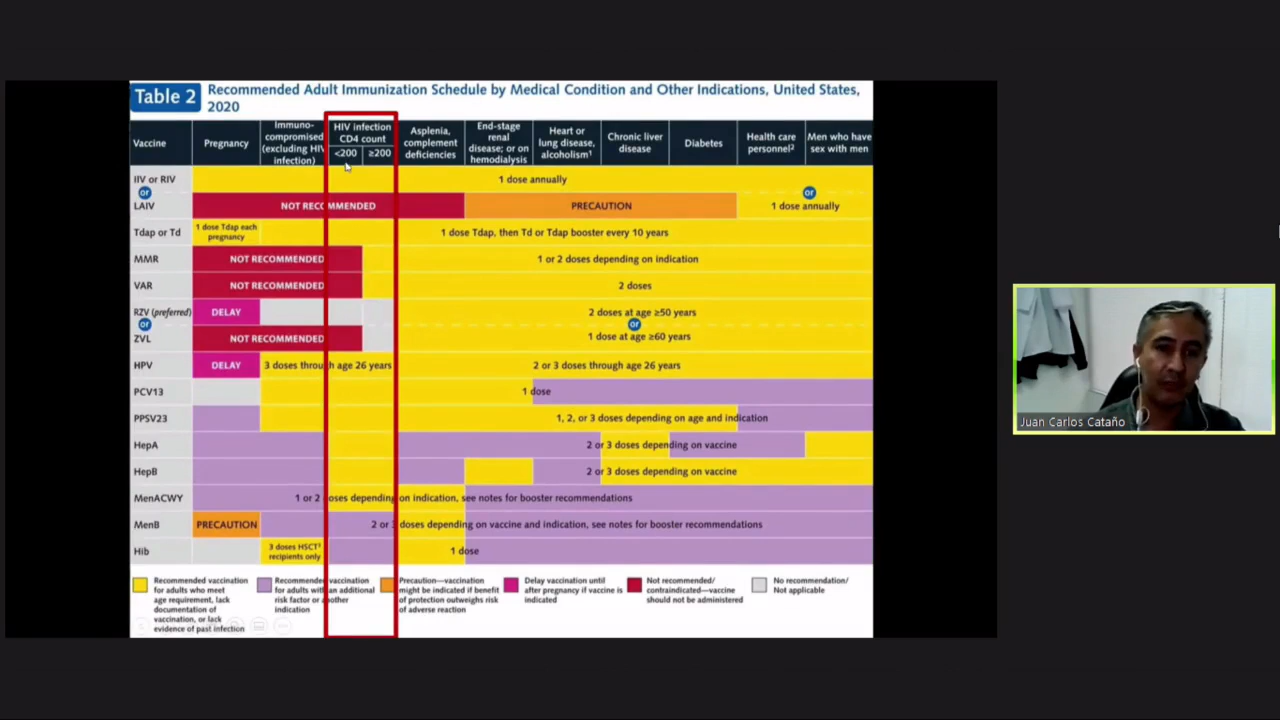 Table 2
Recommended Adult Immunization Schedule by Medical Condition and Other Indications, United States,
2020
Vaccine
Pregnancy
Immuno-
compromised
(excluding HIV
infection)
HIV infection
CD4 count
<200 ≥200
Asplenia,
complement
deficiencies
End-stage
renal
disease; or on
hemodialysis
Heart or
lung disease,
alcoholism¹
Chronic liver
disease
Diabetes
Health care
personnel²
Men who have
sex with men
IIV or RIV
1 dose annually
or
or
LAIV
NOT RECOMMENDED
PRECAUTION
1 dose annually
Tdap or Td
1 dose Tdap each
pregnancy
1 dose Tdap, then Td or Tdap booster every 10 years
MMR
NOT RECOMMENDED
1 or 2 doses depending on indication
VAR
NOT RECOMMENDED
2 doses
RZV (preferred)
DELAY
2 doses at age ≥50 years
or
or
ZVL
NOT RECOMMENDED
1 dose at age ≥60 years
HPV
DELAY
3 doses through age 26 years
2 or 3 doses through age 26 years
PCV13
1 dose
PPSV23
1, 2, or 3 doses depending on age and indication
HepA
2 or 3 doses depending on vaccine
HepB
2 or 3 doses depending on vaccine
MenACWY
1 or 2 doses depending on indication, see notes for booster recommendations
MenB
PRECAUTION
2 or 3 doses depending on vaccine and indication, see notes for booster recommendations
Hib
3 doses HSCT³
recipients only
1 dose
Recommended vaccination
for adults who meet
age requirement, lack
documentation of
vaccination, or lack
evidence of past infection
Recommended vaccination
for adults with an additional
risk factor or another
indication
Precaution—vaccination
might be indicated if benefit
of protection outweighs risk
of adverse reaction
Delay vaccination until
after pregnancy if vaccine is
indicated
Not recommended/
contraindicated—vaccine
should not be administered
No recommendation/
Not applicable
Juan Carlos Cataño